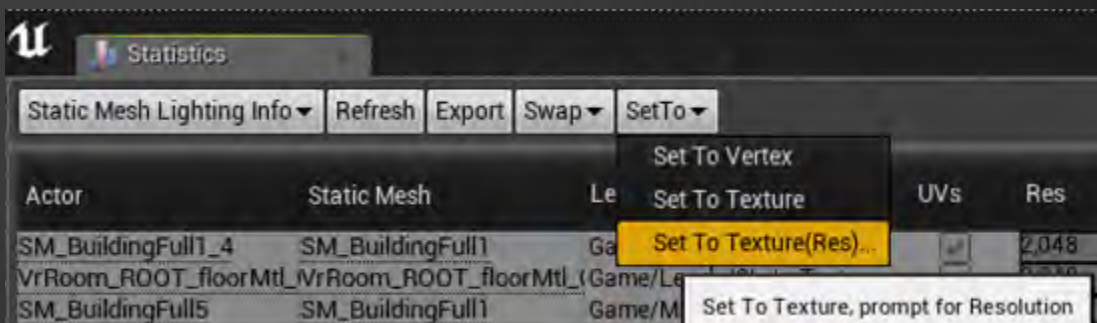 Statistics
Static Mesh Lighting Info Refresh Export Swap SetTo
Set To Vertex
Actor Static Mesh Le Set To Texture UVs Res
SM_BuildingFull1_4 SM_BuildingFull1 Ga Set To Texture(Res)... 2,048
VrRoom_ROOT_floorMtl_ VrRoom_ROOT_floorMtl_( Game/Le
SM_BuildingFull5 SM_BuildingFull1 Game/M Set To Texture, prompt for Resolution